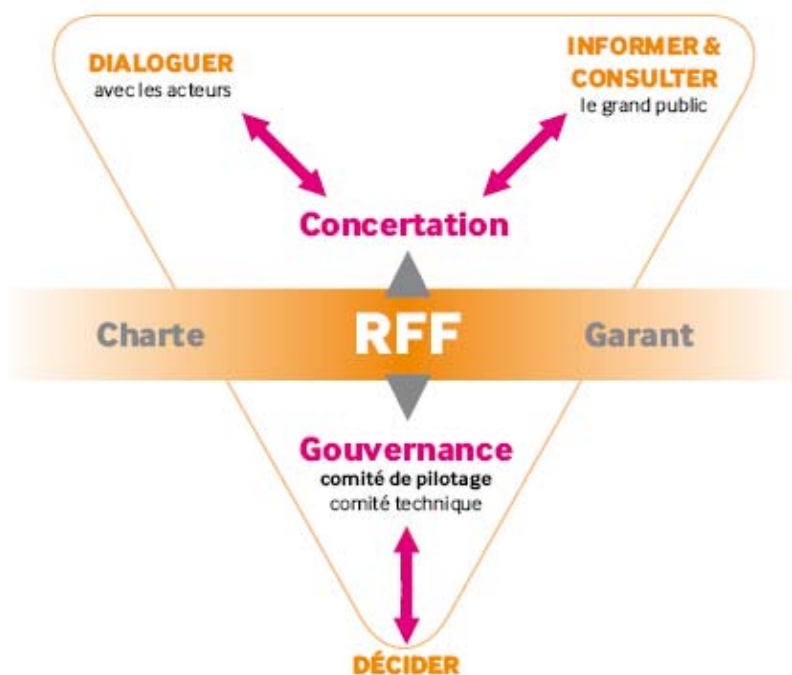 DIALOGUER
avec les acteurs
INFORMER &
CONSULTER
le grand public
Concertation
Charte
RFF
Garant
Gouvernance
comité de pilotage
comité technique
DÉCIDER